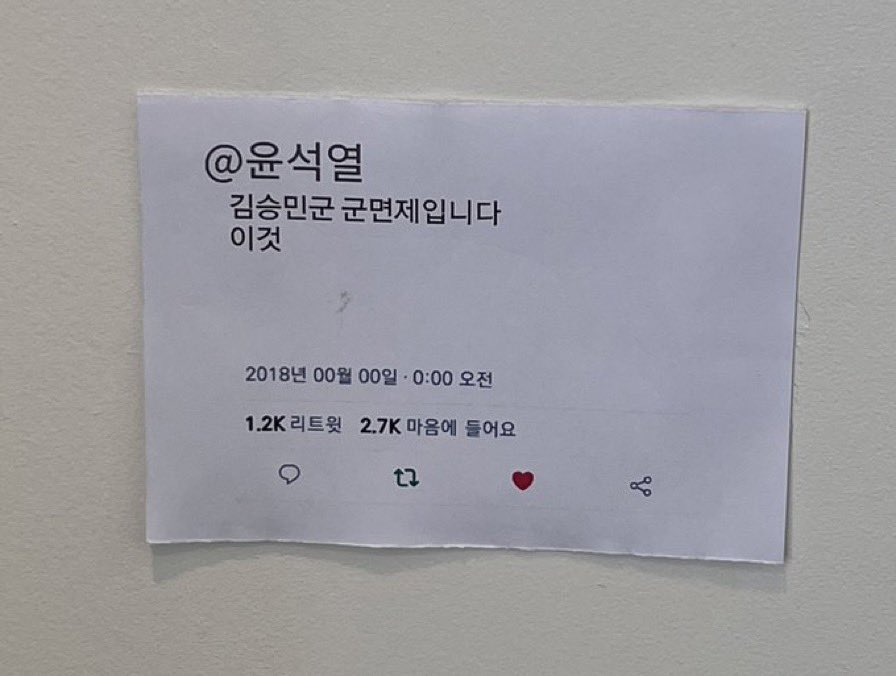 @윤석열
김승민군 군면제입니다
이것
2018년 00월 00일 · 0:00 오전
1.2K 리트윗 2.7K 마음에 들어요